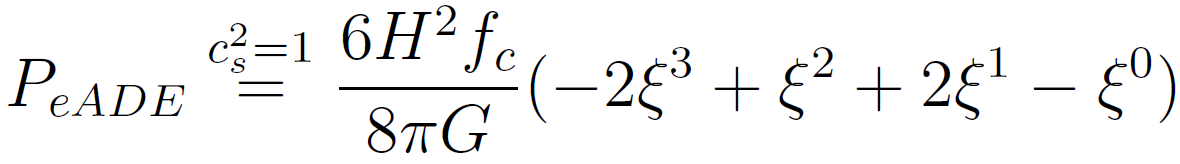 P_{eADE} \overset{c_s^2=1}{=} \frac{6H^2 f_c}{8\pi G}(-2\xi^3 + \xi^2 + 2\xi^1 - \xi^0)